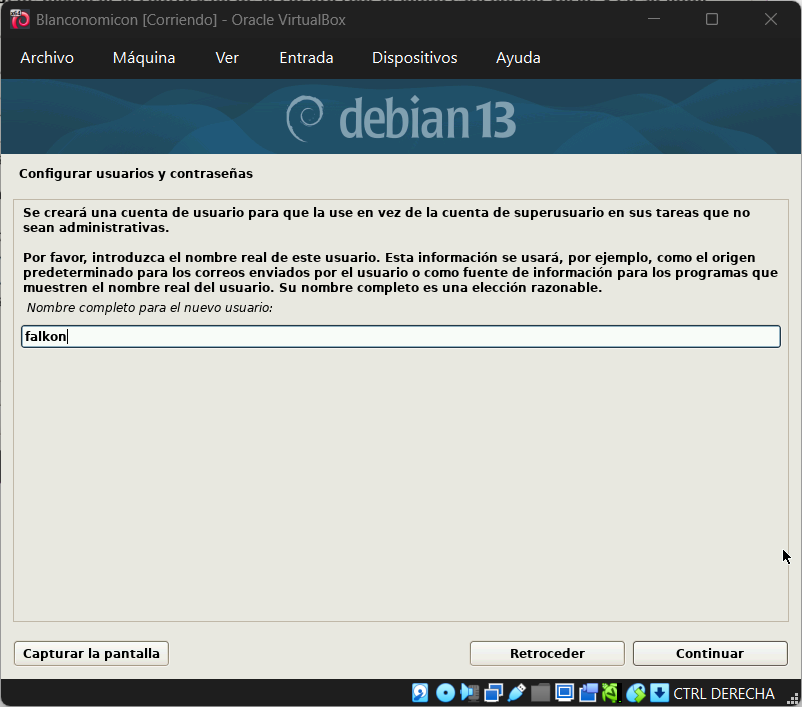 Blanconomicon [Corriendo] - Oracle VirtualBox
Archivo Máquina Ver Entrada Dispositivos Ayuda
debian 13
Configurar usuarios y contraseñas
Se creará una cuenta de usuario para que la use en vez de la cuenta de superusuario en sus tareas que no
sean administrativas.
Por favor, introduzca el nombre real de este usuario. Esta información se usará, por ejemplo, como el origen
predeterminado para los correos enviados por el usuario o como fuente de información para los programas que
muestren el nombre real del usuario. Su nombre completo es una elección razonable.
Nombre completo para el nuevo usuario:
falkon
Capturar la pantalla Retroceder Continuar
CTRL DERECHA